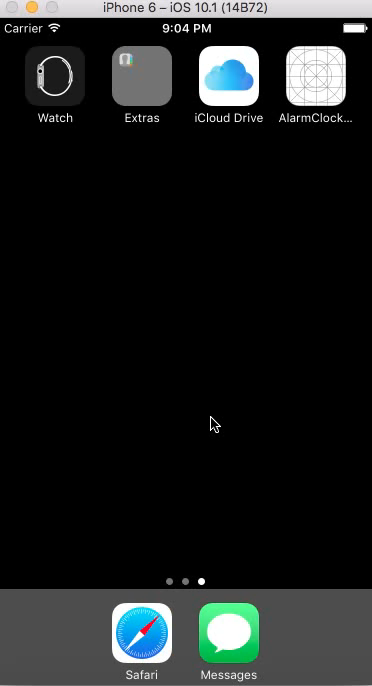 iPhone 6 – iOS 10.1 (14B72)
Carrier 9:04 PM
Watch Extras iCloud Drive AlarmClock...
Safari Messages